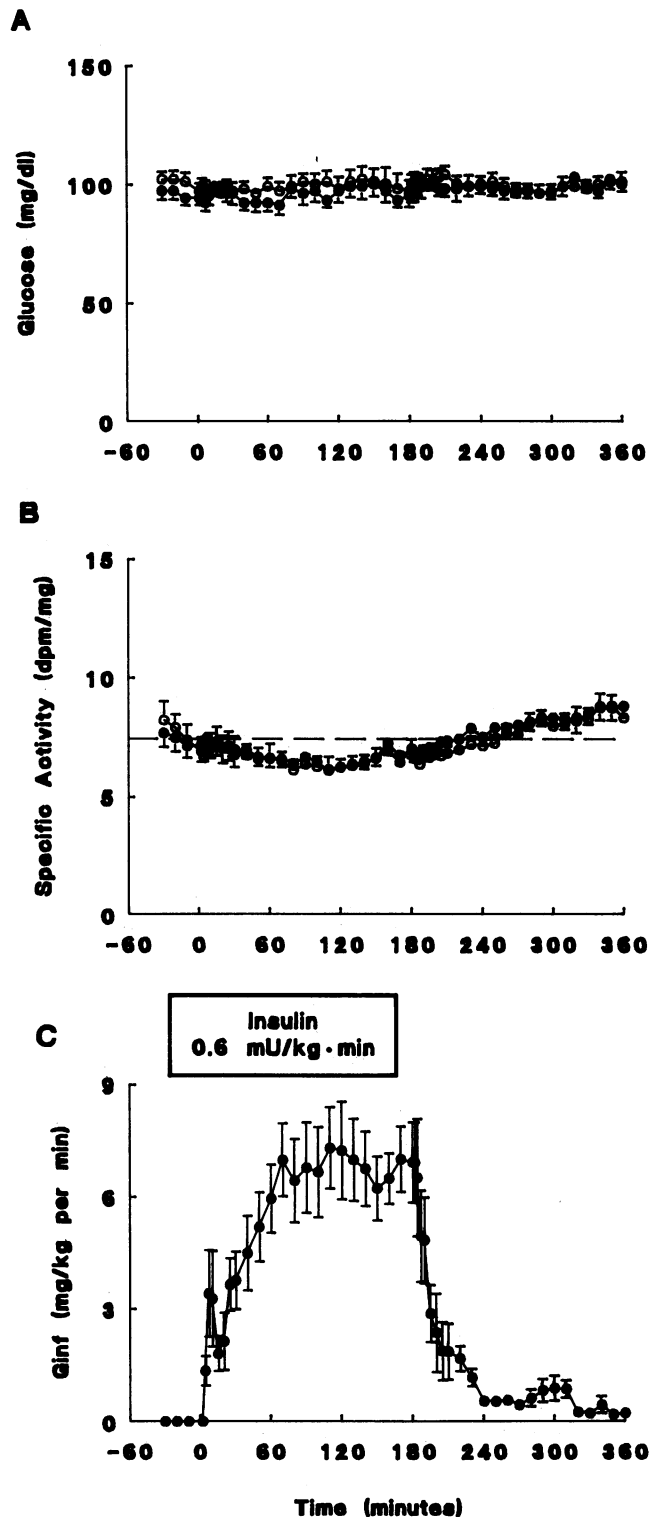 A
150
100
50
0
Glucose (mg/dl)
-60 0 60 120 180 240 300 360
B
15
10
5
0
Specific Activity (dpm/mg)
-60 0 60 120 180 240 300 360
C
Insulin
0.6 mU/kg·min
9
6
3
0
Ginf (mg/kg per min)
-60 0 60 120 180 240 300 360
Time (minutes)